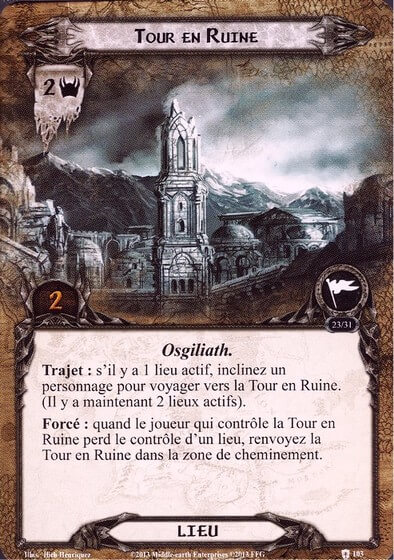 Tour en Ruine
2
2
23/31
Osgiliath.
Trajet : s'il y a 1 lieu actif, inclinez un
personnage pour voyager vers la Tour en Ruine.
(Il y a maintenant 2 lieux actifs).
Forcé : quand le joueur qui contrôle la Tour en
Ruine perd le contrôle d'un lieu, renvoyez la
Tour en Ruine dans la zone de cheminement.
LIEU
Illus. Rich Henriquez ©2013 Middle-earth Enterprises ©2013 FFG 103